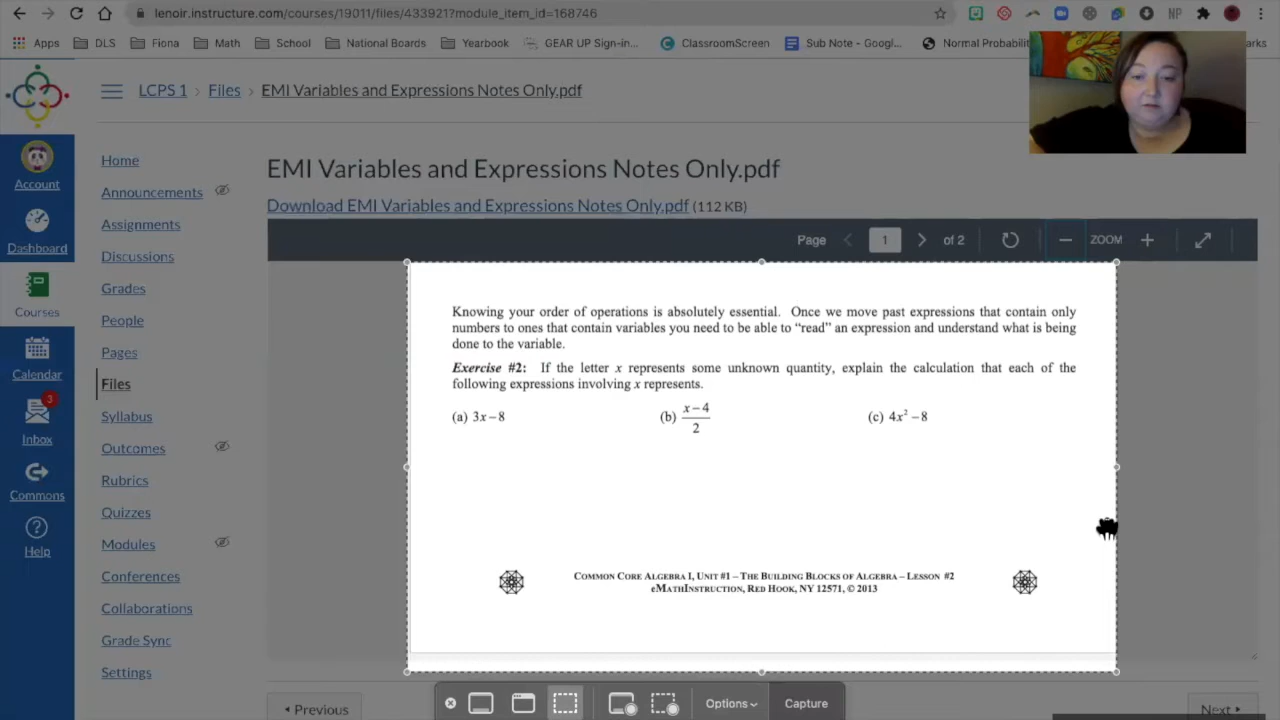 lenoir.instructure.com/courses/19011/files/433921?module_item_id=168746
Apps DLS Fiona Math School National Boards Yearbook GEAR UP Sign-in... ClassroomScreen Sub Note - Googl... Normal Probabili
LCPS 1 > Files > EMI Variables and Expressions Notes Only.pdf
Account
Dashboard
Courses
Calendar
3
Inbox
Commons
Help
Home
Announcements
Assignments
Discussions
Grades
People
Pages
Files
Syllabus
Outcomes
Rubrics
Quizzes
Modules
Conferences
Collaborations
Grade Sync
Settings
EMI Variables and Expressions Notes Only.pdf
Download EMI Variables and Expressions Notes Only.pdf (112 KB)
Page 1 of 2 ZOOM
Knowing your order of operations is absolutely essential. Once we move past expressions that contain only
numbers to ones that contain variables you need to be able to “read” an expression and understand what is being
done to the variable.
Exercise #2: If the letter x represents some unknown quantity, explain the calculation that each of the
following expressions involving x represents.
(a) 3x – 8 (b) (x – 4)/2 (c) 4x² – 8
COMMON CORE ALGEBRA I, UNIT #1 – THE BUILDING BLOCKS OF ALGEBRA – LESSON #2
eMATHINSTRUCTION, RED HOOK, NY 12571, © 2013
Previous
Options
Capture
Next